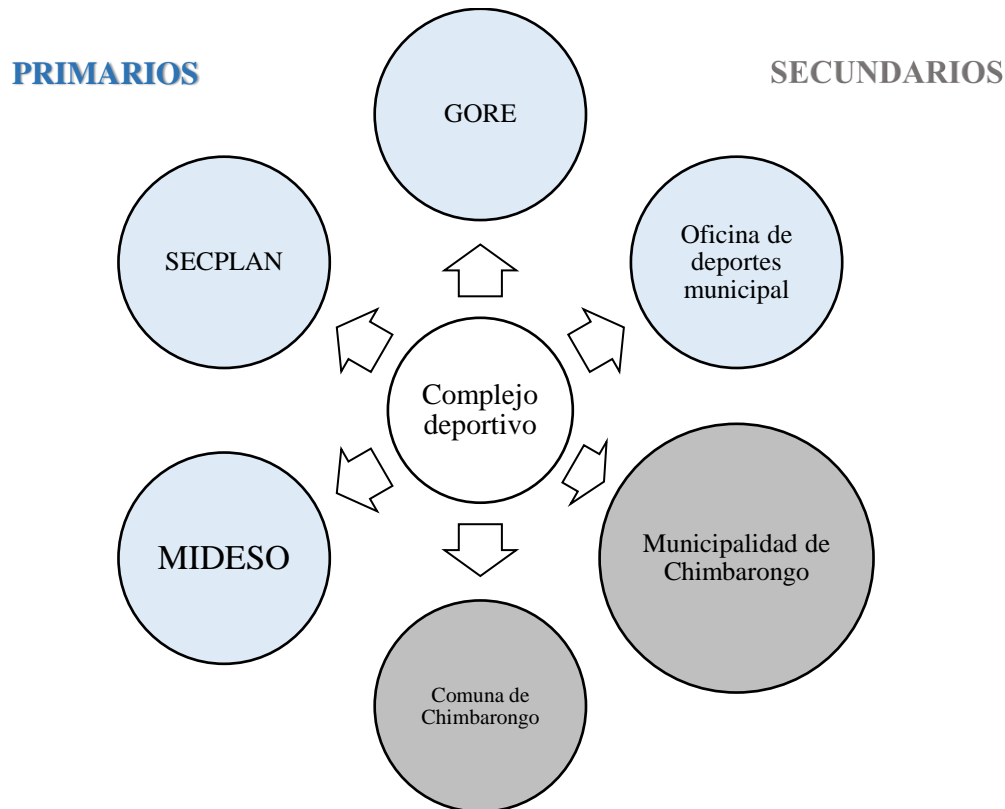 PRIMARIOS
SECUNDARIOS
GORE
SECPLAN
Oficina de
deportes
municipal
Complejo
deportivo
MIDESO
Municipalidad de
Chimbarongo
Comuna de
Chimbarongo